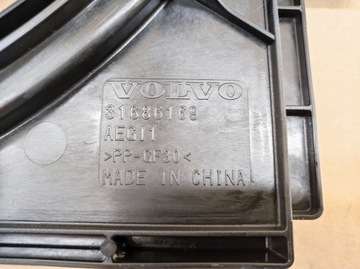 VOLVO
31686169
AEG11
>PP-GF30<
MADE IN CHINA